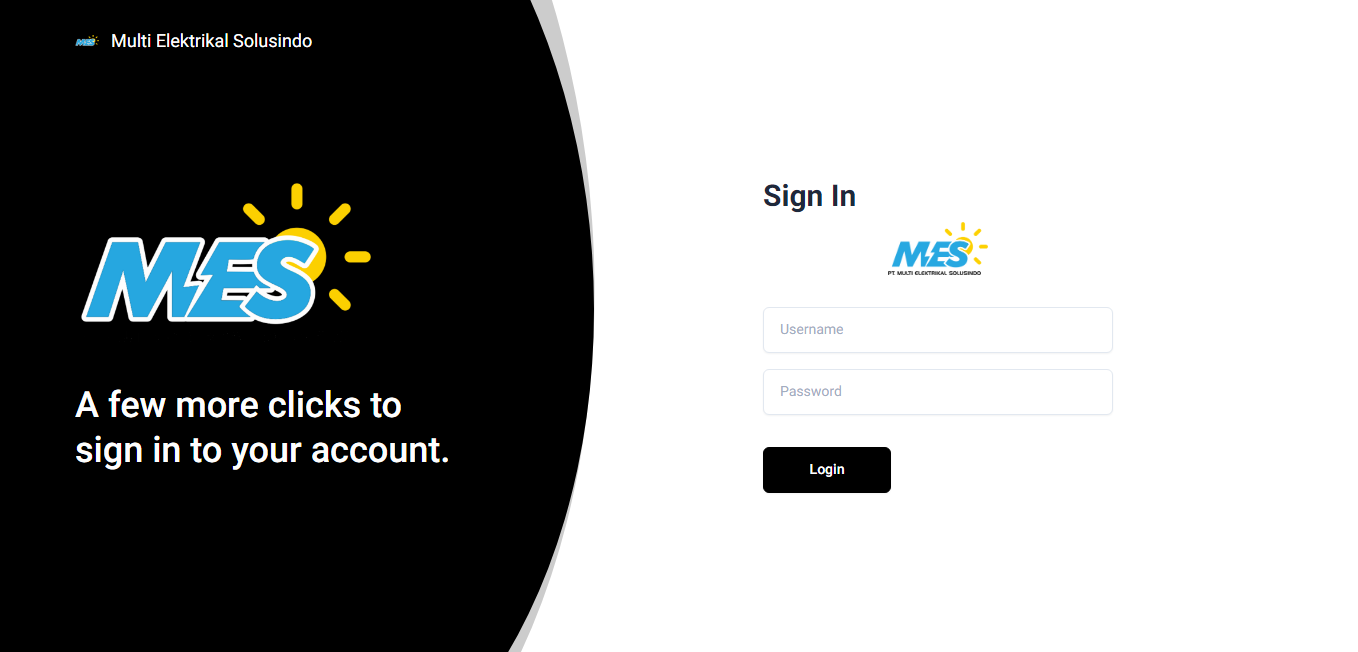 MES
Multi Elektrikal Solusindo
MES
A few more clicks to
sign in to your account.
Sign In
MES
PT. MULTI ELEKTRIKAL SOLUSINDO
Username
Password
Login